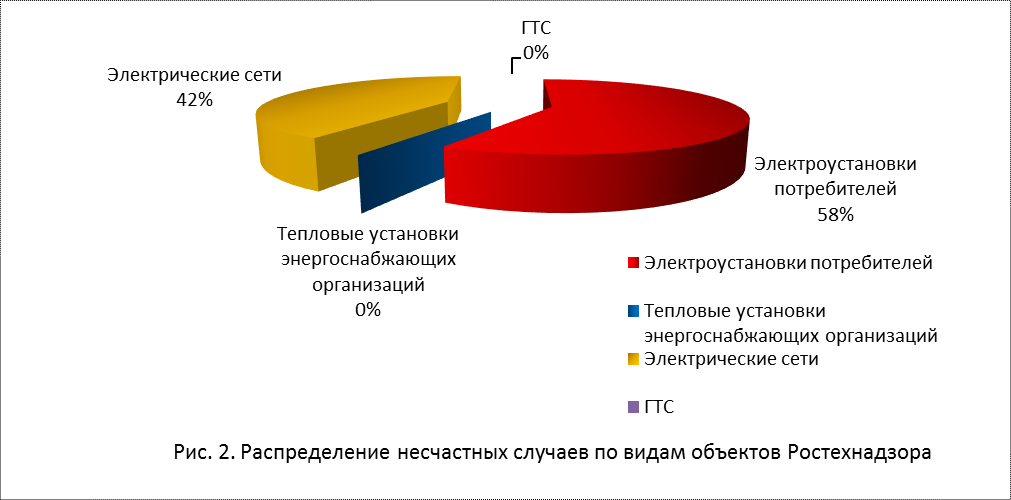 ГТС
0%
Электрические сети
42%
Электроустановки
потребителей
58%
Тепловые установки
энергоснабжающих
организаций
0%
Электроустановки потребителей
Тепловые установки
энергоснабжающих организаций
Электрические сети
ГТС
Рис. 2. Распределение несчастных случаев по видам объектов Ростехнадзора